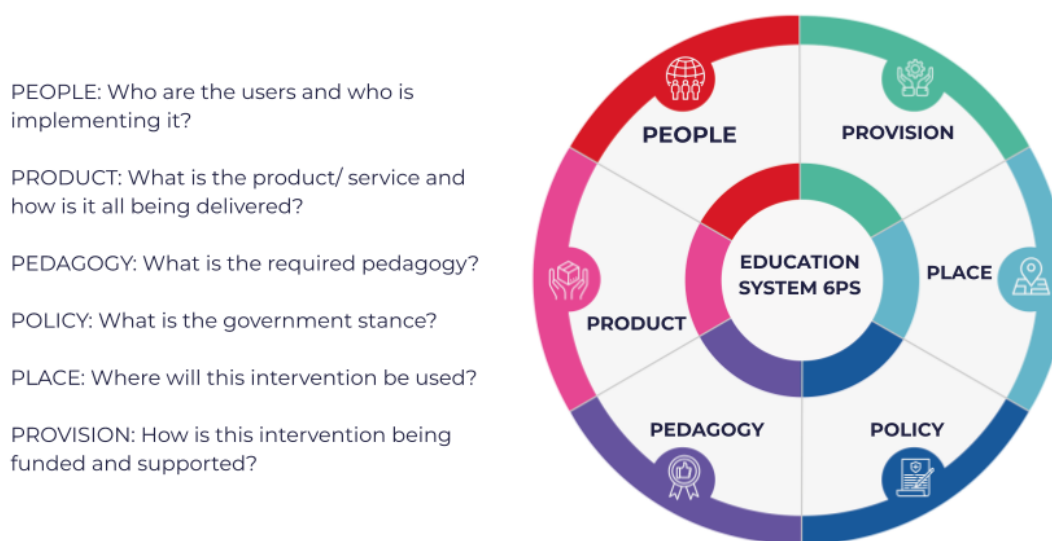 PEOPLE: Who are the users and who is
implementing it?
PRODUCT: What is the product/ service and
how is it all being delivered?
PEDAGOGY: What is the required pedagogy?
POLICY: What is the government stance?
PLACE: Where will this intervention be used?
PROVISION: How is this intervention being
funded and supported?
PEOPLE
PROVISION
EDUCATION
SYSTEM 6PS
PLACE
PRODUCT
PEDAGOGY
POLICY